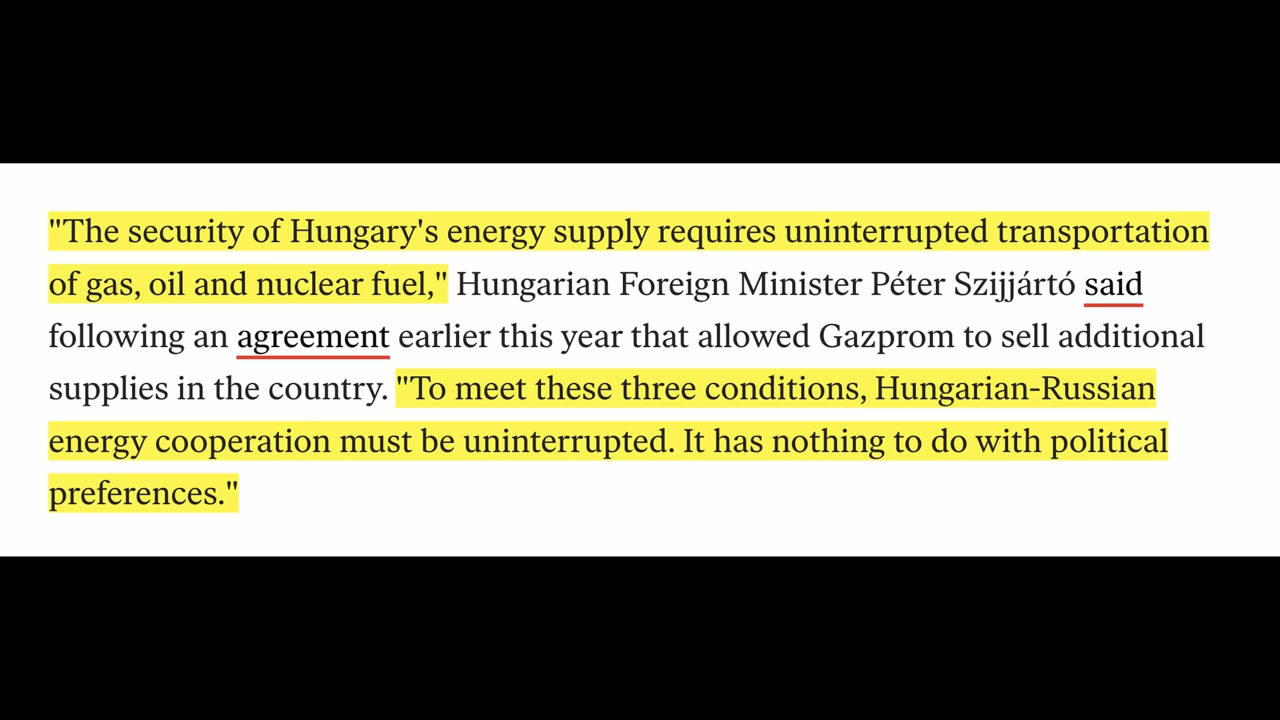 "The security of Hungary's energy supply requires uninterrupted transportation
of gas, oil and nuclear fuel," Hungarian Foreign Minister Péter Szijjártó said
following an agreement earlier this year that allowed Gazprom to sell additional
supplies in the country. "To meet these three conditions, Hungarian-Russian
energy cooperation must be uninterrupted. It has nothing to do with political
preferences."